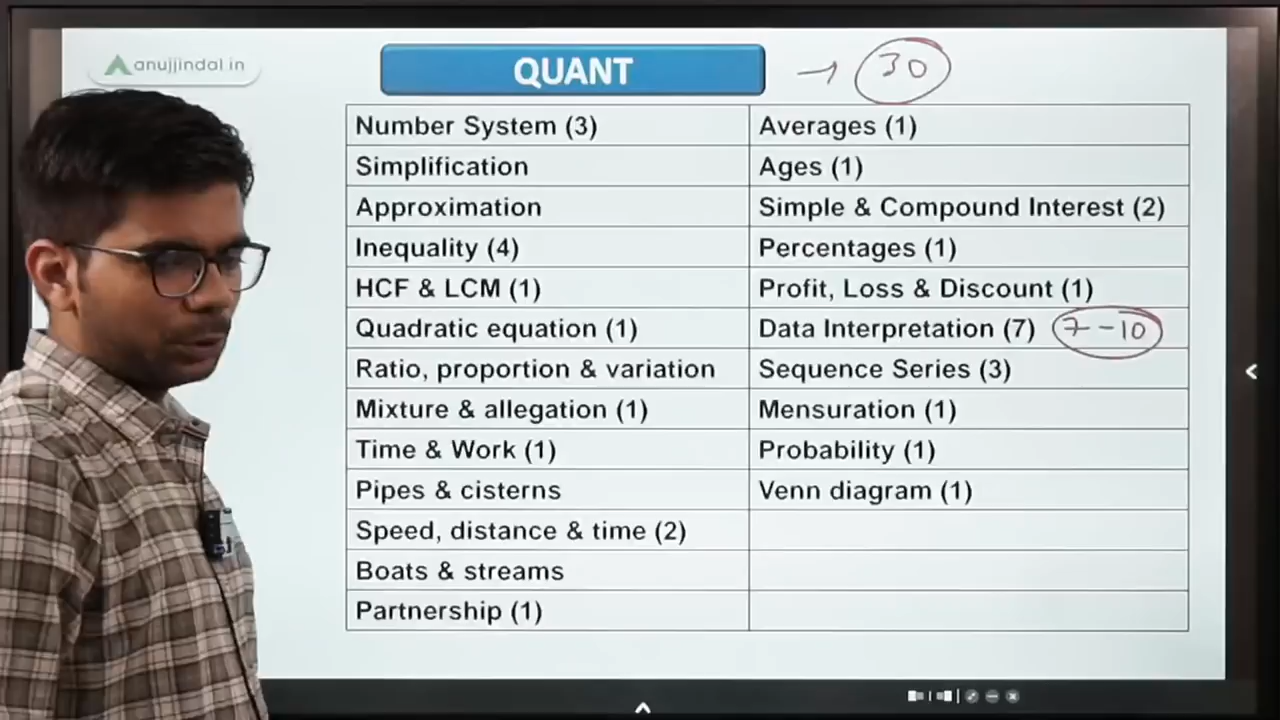 anujjindal.in
QUANT → 30
Number System (3)
Averages (1)
Simplification
Ages (1)
Approximation
Simple & Compound Interest (2)
Inequality (4)
Percentages (1)
HCF & LCM (1)
Profit, Loss & Discount (1)
Quadratic equation (1)
Data Interpretation (7) 7-10
Ratio, proportion & variation
Sequence Series (3)
Mixture & allegation (1)
Mensuration (1)
Time & Work (1)
Probability (1)
Pipes & cisterns
Venn diagram (1)
Speed, distance & time (2)
Boats & streams
Partnership (1)